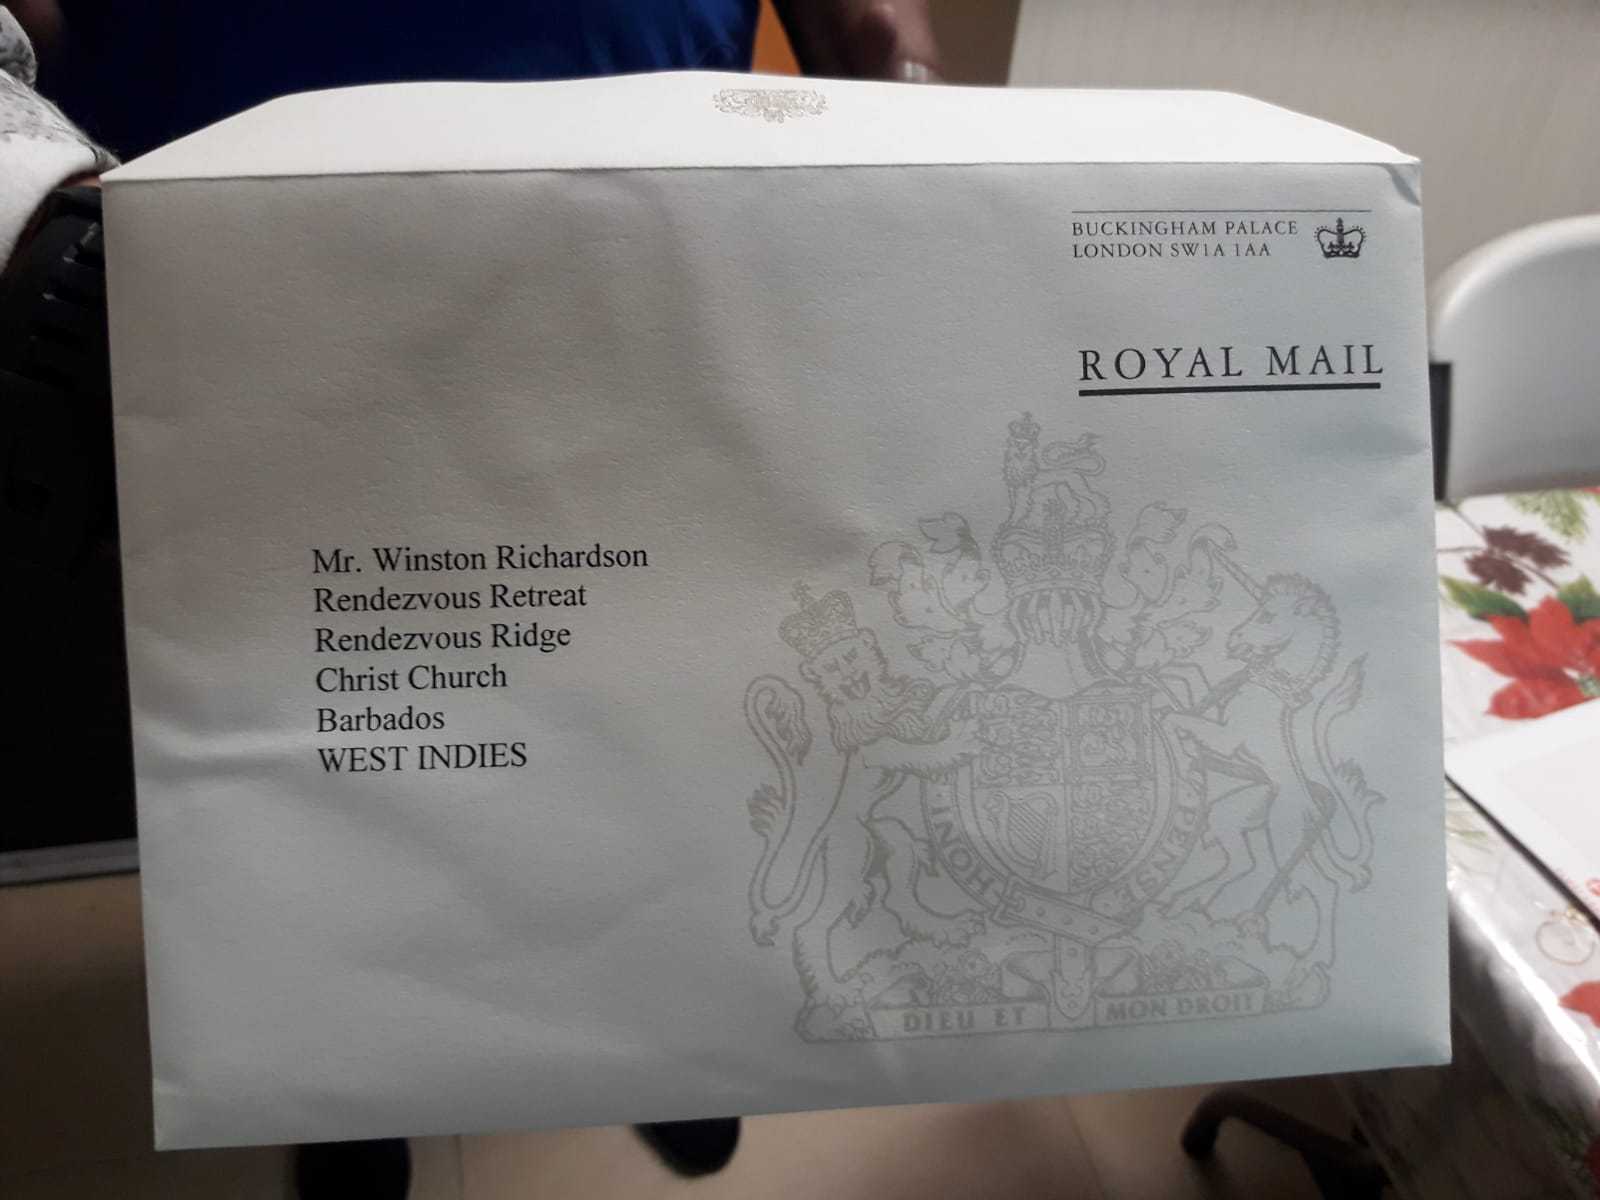 BUCKINGHAM PALACE
LONDON SW1A 1AA
ROYAL MAIL
Mr. Winston Richardson
Rendezvous Retreat
Rendezvous Ridge
Christ Church
Barbados
WEST INDIES
HONI PENSE
DIEU ET MON DROIT